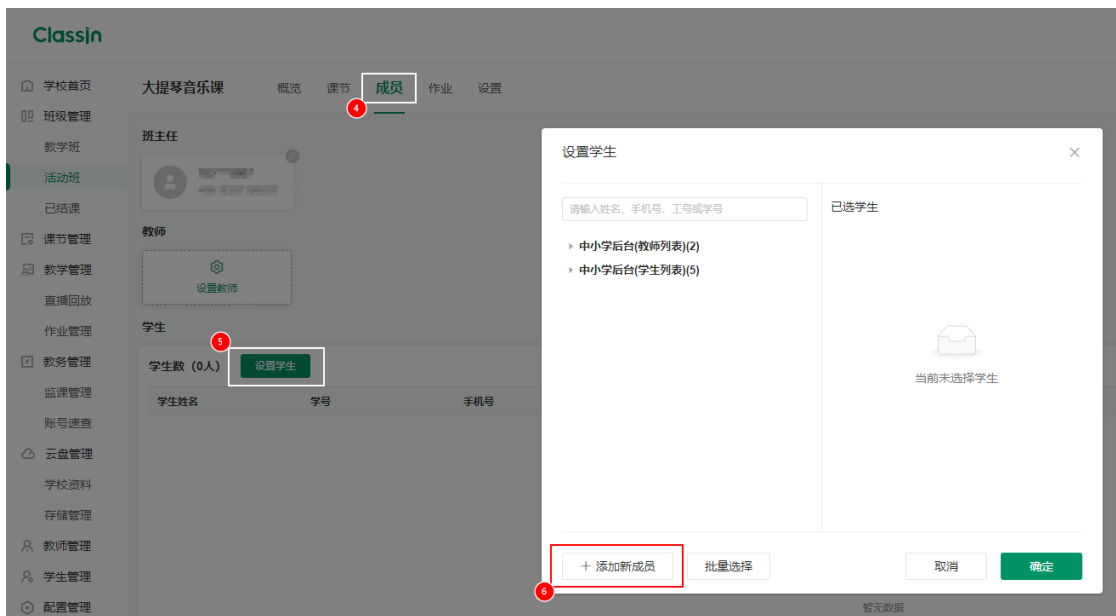 Classin
学校首页
班级管理
教学班
活动班
已结课
课节管理
教学管理
直播回放
作业管理
教务管理
监课管理
账号速查
云盘管理
学校资料
存储管理
教师管理
学生管理
配置管理
大提琴音乐课 概览 课节 成员 作业 设置
4
班主任
教师
设置教师
学生
5
学生数（0人） 设置学生
学生姓名 学号 手机号
设置学生
请输入姓名、手机号、工号或学号
中小学后台(教师列表)(2)
中小学后台(学生列表)(5)
已选学生
当前未选择学生
+ 添加新成员 批量选择 取消 确定
6
暂无数据